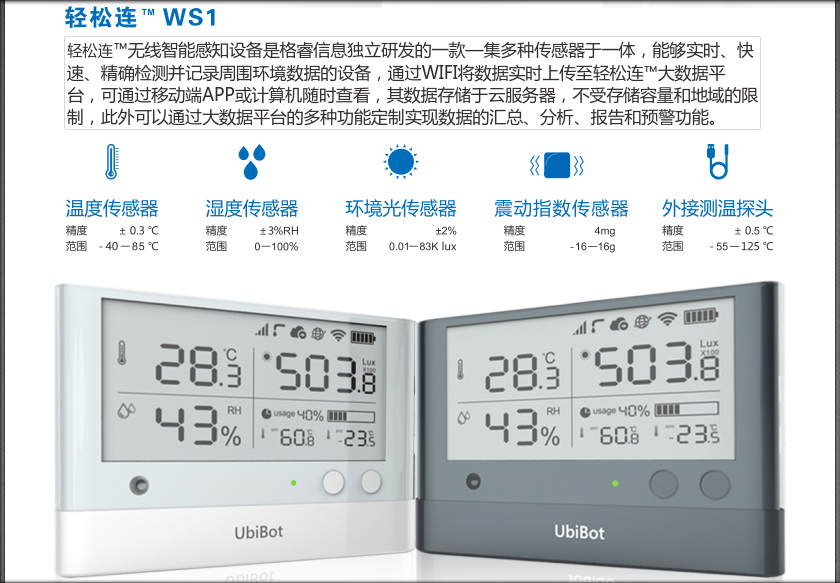 轻松连™ WS1
轻松连™无线智能感知设备是格睿信息独立研发的一款—集多种传感器于一体，能够实时、快
速、精确检测并记录周围环境数据的设备，通过WIFI将数据实时上传至轻松连™大数据平
台，可通过移动端APP或计算机随时查看，其数据存储于云服务器，不受存储容量和地域的限
制，此外可以通过大数据平台的多种功能定制实现数据的汇总、分析、报告和预警功能。
温度传感器 湿度传感器 环境光传感器 震动指数传感器 外接测温探头
精度 ± 0.3 ℃ 精度 ±3%RH 精度 ±2% 精度 4mg 精度 ± 0.5 ℃
范围 - 40 — 85 ℃ 范围 0—100% 范围 0.01—83K lux 范围 -16—16g 范围 - 55 — 125 ℃
28.3 °C 503.8 Lux X100
43% RH usage 40%
60.8 -23.5
UbiBot
28.3 °C 503.8 Lux X100
43% RH usage 40%
60.8 -23.5
UbiBot